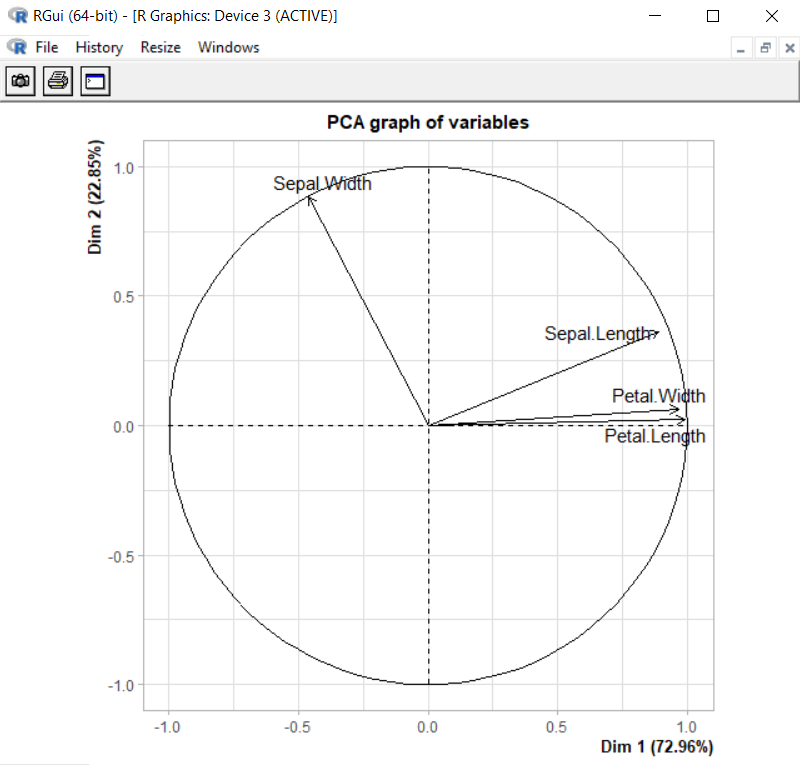 RGui (64-bit) - [R Graphics: Device 3 (ACTIVE)]
File History Resize Windows
PCA graph of variables
Dim 2 (22.85%)
1.0
Sepal.Width
0.5
Sepal.Length
Petal.Width
0.0
Petal.Length
-0.5
-1.0
-1.0 -0.5 0.0 0.5 1.0
Dim 1 (72.96%)